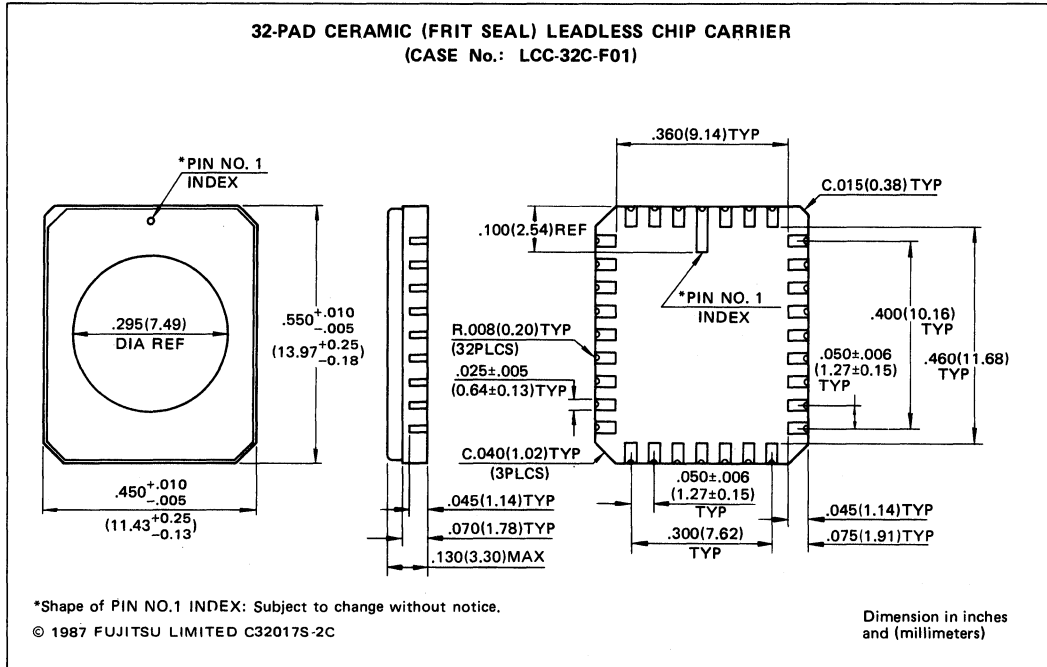 32-PAD CERAMIC (FRIT SEAL) LEADLESS CHIP CARRIER
(CASE No.: LCC-32C-F01)
*PIN NO. 1
INDEX
.295(7.49)
DIA REF
.550+.010
-.005
(13.97+0.25
-0.18)
.450+.010
-.005
(11.43+0.25
-0.13)
.045(1.14)TYP
.070(1.78)TYP
.130(3.30)MAX
.360(9.14)TYP
C.015(0.38) TYP
.100(2.54)REF
*PIN NO. 1
INDEX
R.008(0.20)TYP
(32PLCS)
.025±.005
(0.64±0.13)TYP
C.040(1.02)TYP
(3PLCS)
.400(10.16)
TYP
.050±.006
(1.27±0.15)
TYP
.460(11.68)
TYP
.050±.006
(1.27±0.15)
TYP
.300(7.62)
TYP
.045(1.14)TYP
.075(1.91)TYP
*Shape of PIN NO.1 INDEX: Subject to change without notice.
© 1987 FUJITSU LIMITED C32017S-2C
Dimension in inches
and (millimeters)